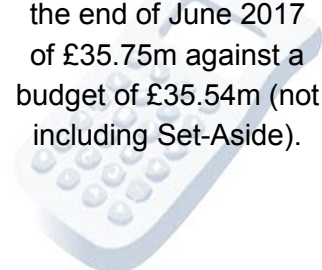 the end of June 2017
of £35.75m against a
budget of £35.54m (not
including Set-Aside).